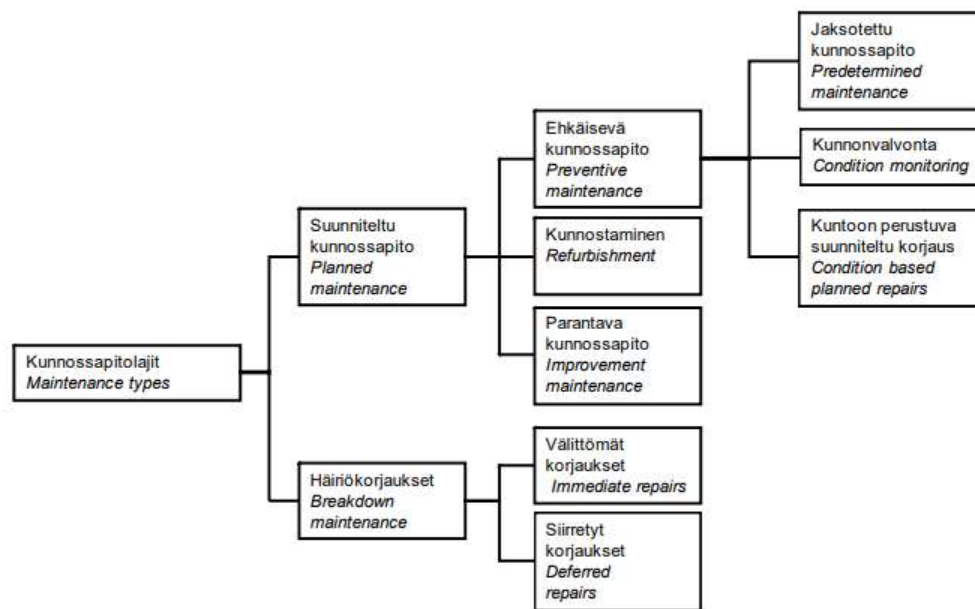 Kunnossapitolajit
Maintenance types
Suunniteltu
kunnossapito
Planned
maintenance
Häiriökorjaukset
Breakdown
maintenance
Ehkäisevä
kunnossapito
Preventive
maintenance
Kunnostaminen
Refurbishment
Parantava
kunnossapito
Improvement
maintenance
Välittömät
korjaukset
Immediate repairs
Siirretyt
korjaukset
Deferred
repairs
Jaksotettu
kunnossapito
Predetermined
maintenance
Kunnonvalvonta
Condition monitoring
Kuntoon perustuva
suunniteltu korjaus
Condition based
planned repairs